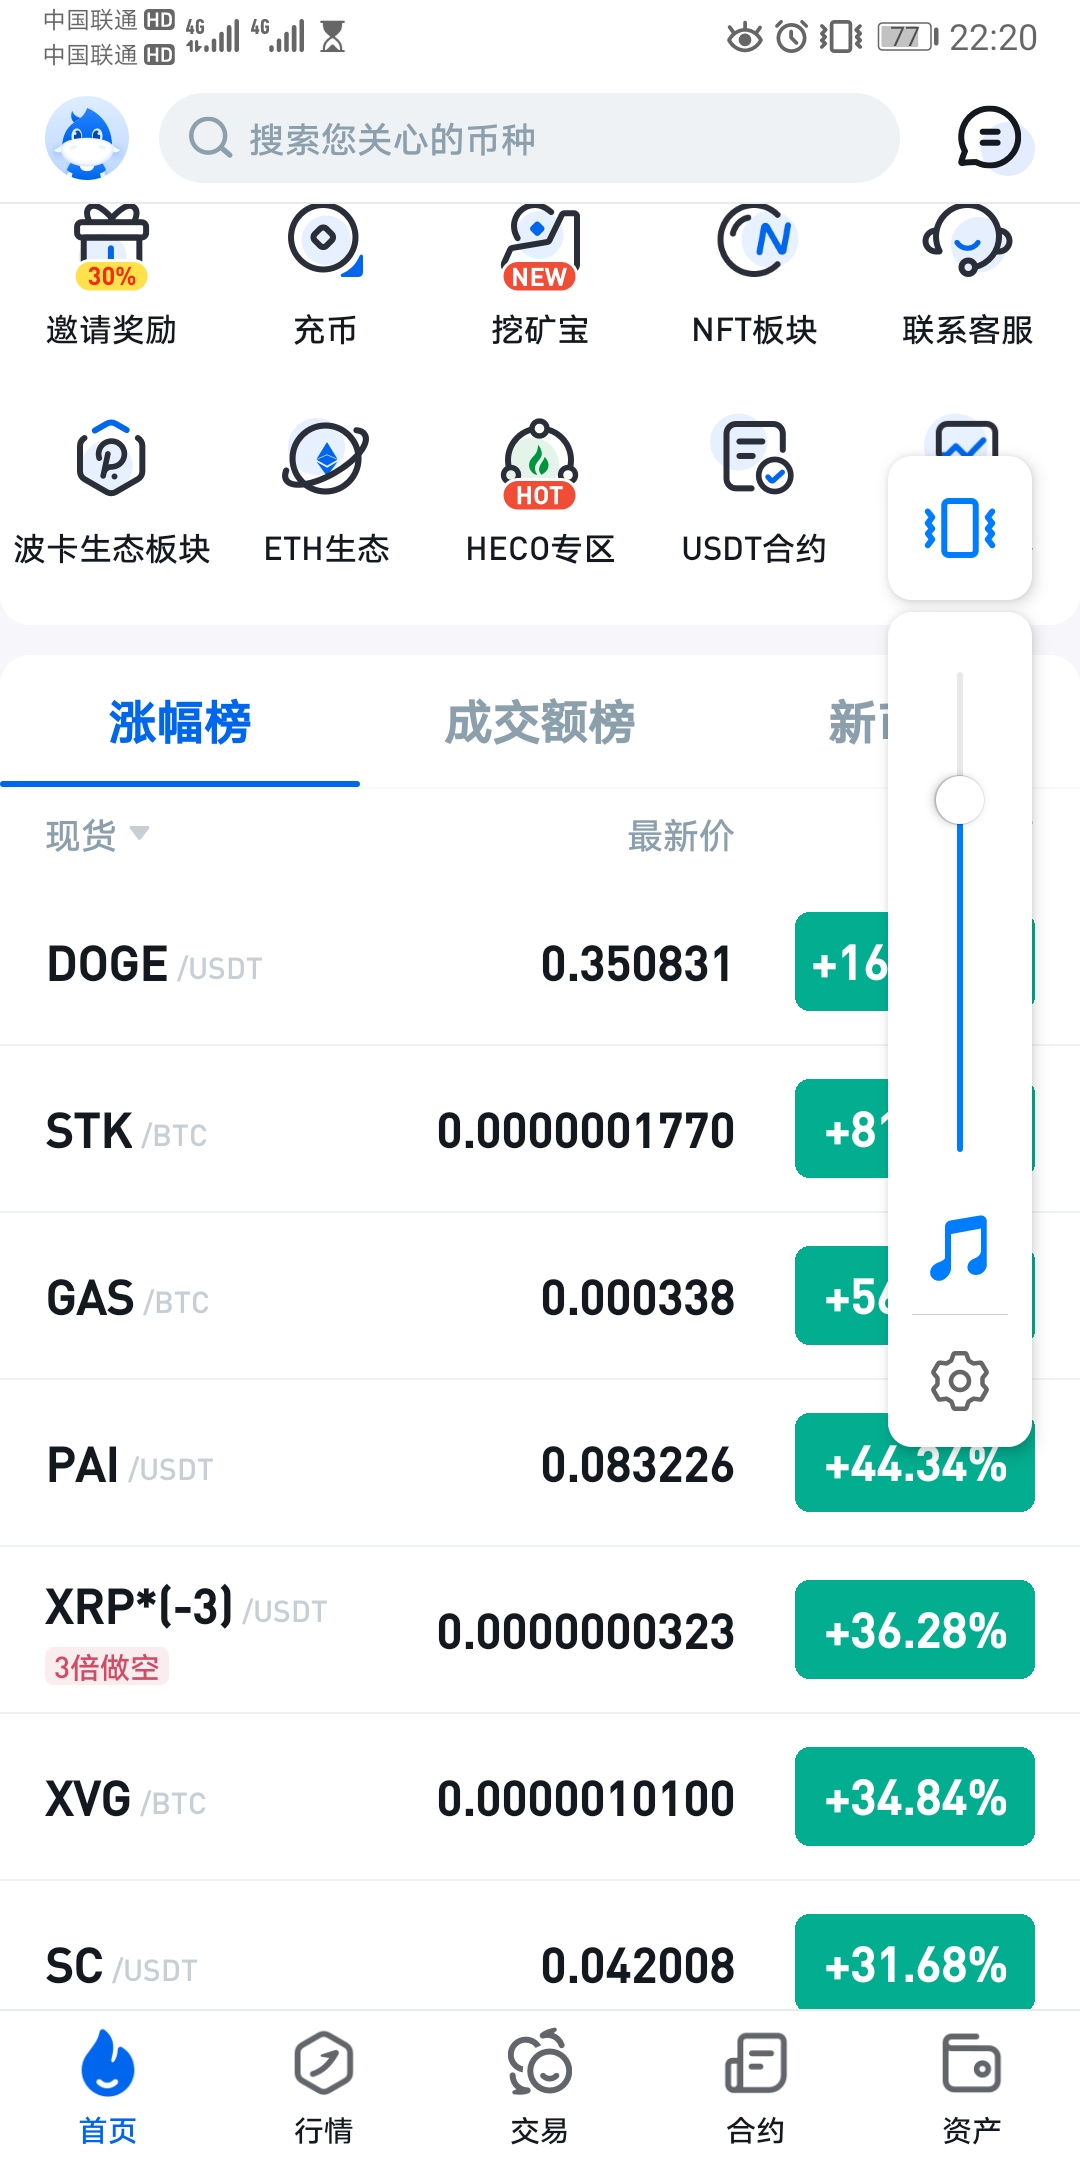 中国联通 HD 4G 4G 77 22:20
中国联通 HD
搜索您关心的币种
30% NEW N
邀请奖励 充币 挖矿宝 NFT板块 联系客服
HOT
波卡生态板块 ETH生态 HECO专区 USDT合约
涨幅榜 成交额榜 新
现货 最新价
DOGE /USDT 0.350831 +16
STK /BTC 0.0000001770 +8
GAS /BTC 0.000338 +5
PAI /USDT 0.083226 +44.34%
XRP*(-3) /USDT 0.0000000323 +36.28%
3倍做空
XVG /BTC 0.0000010100 +34.84%
SC /USDT 0.042008 +31.68%
首页 行情 交易 合约 资产